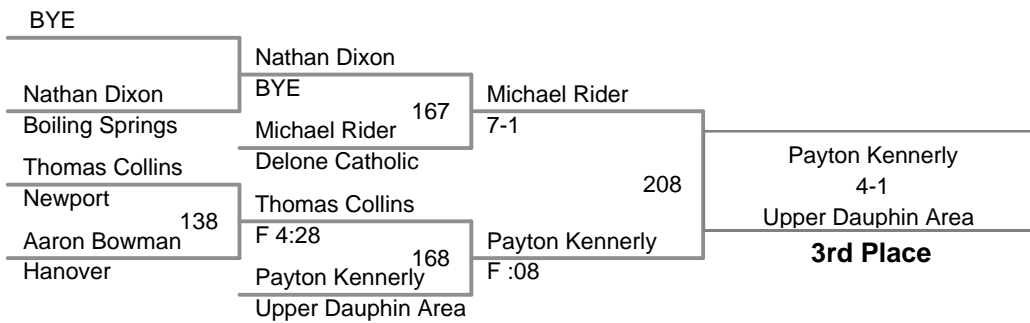 BYE
Nathan Dixon
Boiling Springs
Thomas Collins
Newport
138
Aaron Bowman
Hanover
Nathan Dixon
BYE
167
Michael Rider
Delone Catholic
Thomas Collins
F 4:28
168
Payton Kennerly
Upper Dauphin Area
Michael Rider
7-1
208
Payton Kennerly
F :08
Payton Kennerly
4-1
Upper Dauphin Area
3rd Place